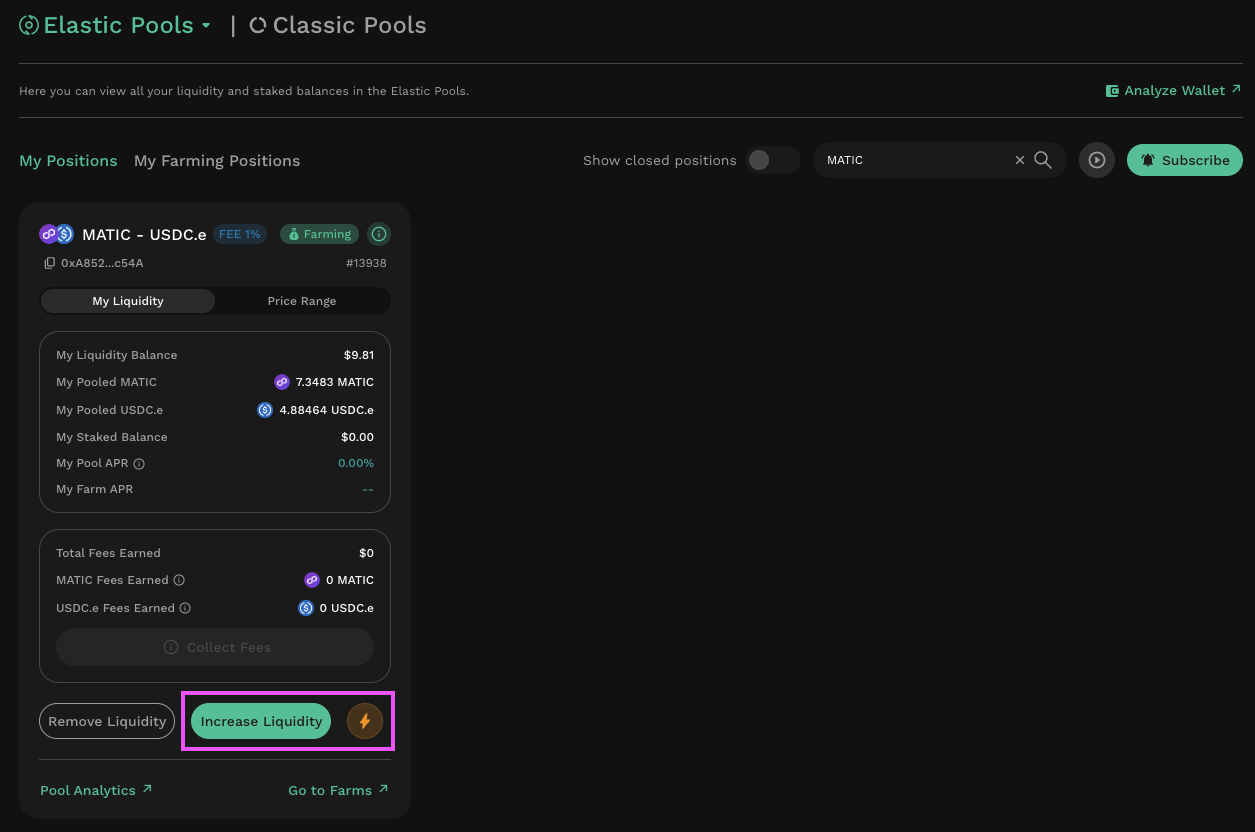 Elastic Pools | Classic Pools
Here you can view all your liquidity and staked balances in the Elastic Pools.
Analyze Wallet ↗
My Positions My Farming Positions
Show closed positions
MATIC
Subscribe
MATIC - USDC.e FEE 1% Farming
0xA852...c54A #13938
My Liquidity Price Range
My Liquidity Balance $9.81
My Pooled MATIC 7.3483 MATIC
My Pooled USDC.e 4.88464 USDC.e
My Staked Balance $0.00
My Pool APR 0.00%
My Farm APR --
Total Fees Earned $0
MATIC Fees Earned 0 MATIC
USDC.e Fees Earned 0 USDC.e
Collect Fees
Remove Liquidity Increase Liquidity
Pool Analytics ↗ Go to Farms ↗